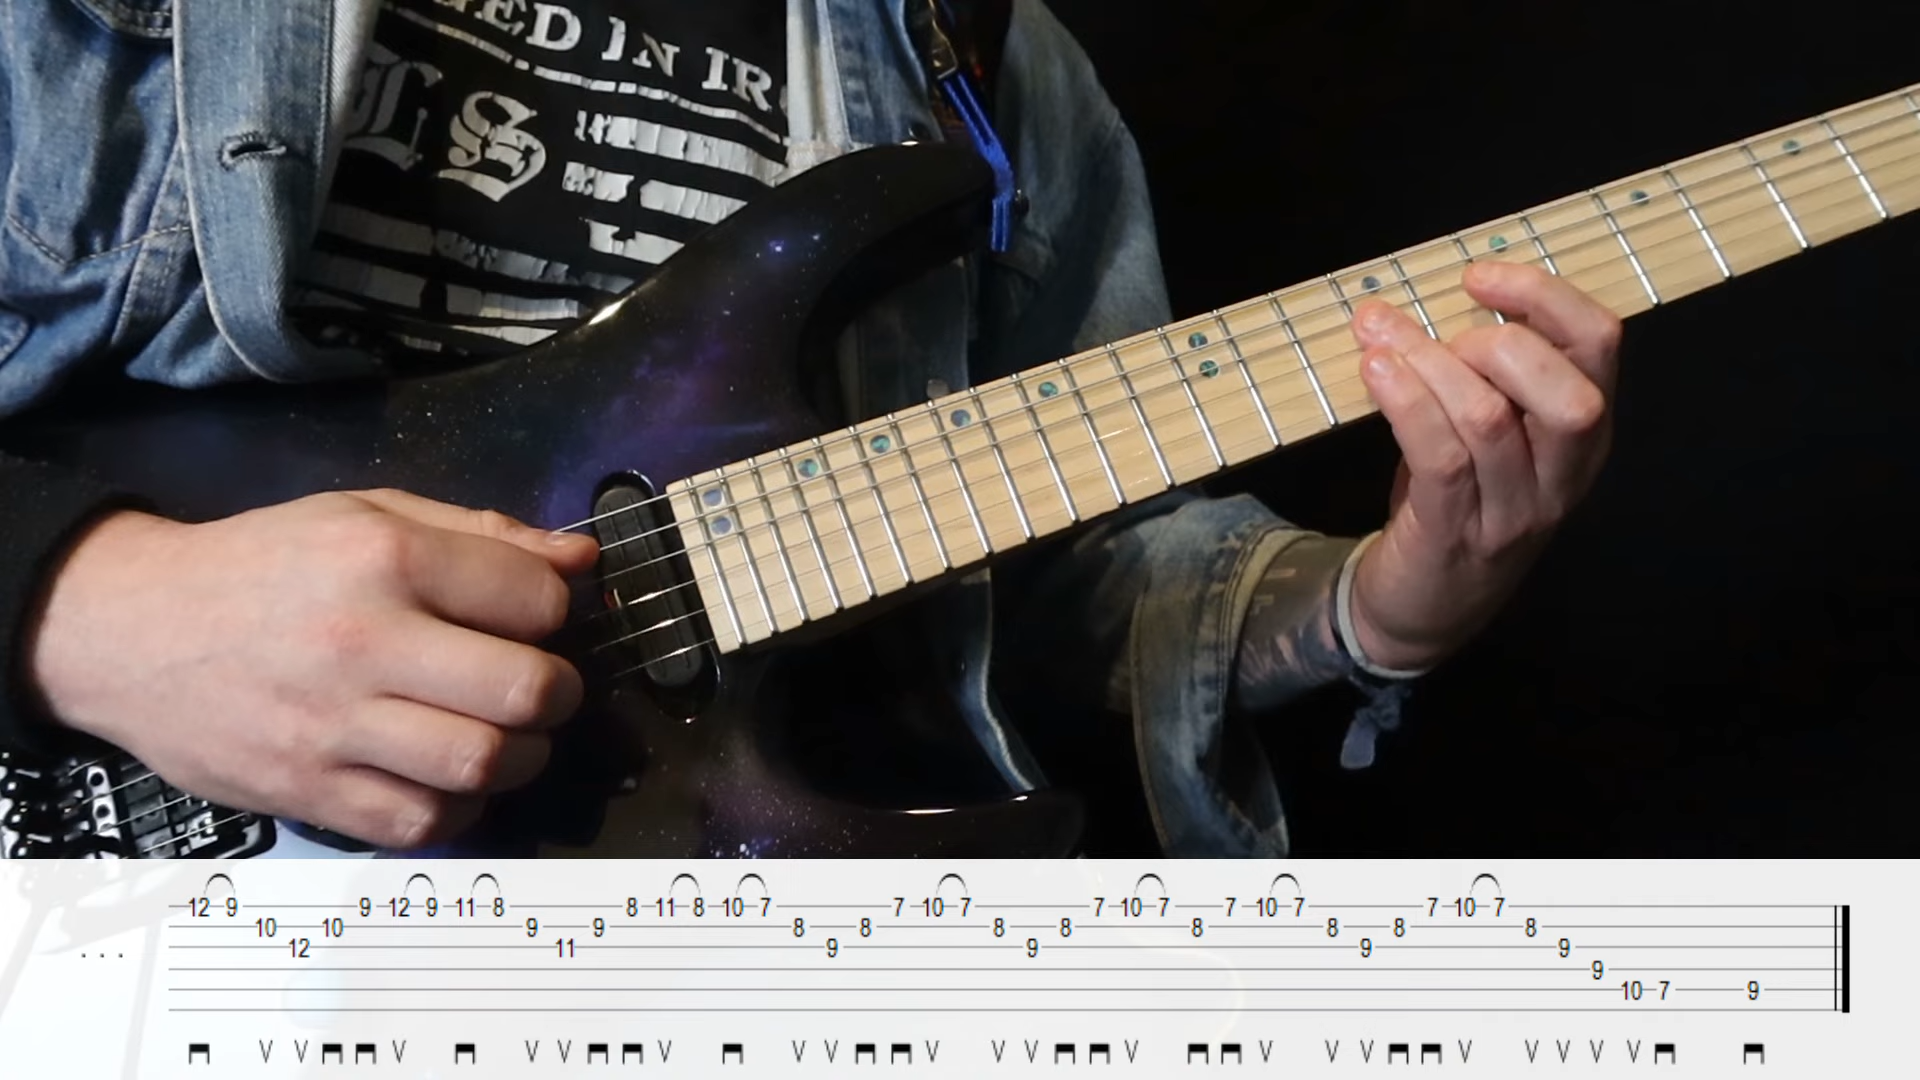 GED IN IR
LS
12 9 10 12 10 9 12 9 11 8 9 11 9 8 11 8 10 7 8 9 8 7 10 7 8 9 8 7 10 7 8 7 10 7 8 9 8 7 10 7 8 9 9 10 7 9
. . .
V V V V V V V V V V V V V V V V V V V V